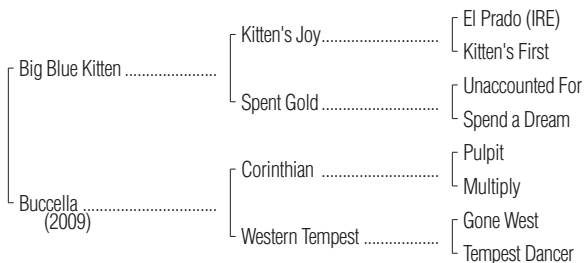 El Prado (IRE)
Kitten's Joy..............................
Kitten's First
Big Blue Kitten .......................
Unaccounted For
Spent Gold ..............................
Spend a Dream
Pulpit
Corinthian ..............................
Multiply
Buccella ..................................
(2009)
Gone West
Western Tempest ...................
Tempest Dancer